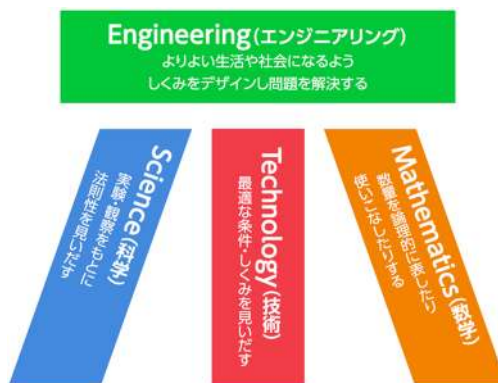 Engineering(エンジニアリング)
よりよい生活や社会になるよう
しくみをデザインし問題を解決する
Science(科学)
実験・観察をもとに
法則性を見いだす
Technology(技術)
最適な条件・しくみを見いだす
Mathematics(数学)
数量を論理的に表したり
使いこなしたりする